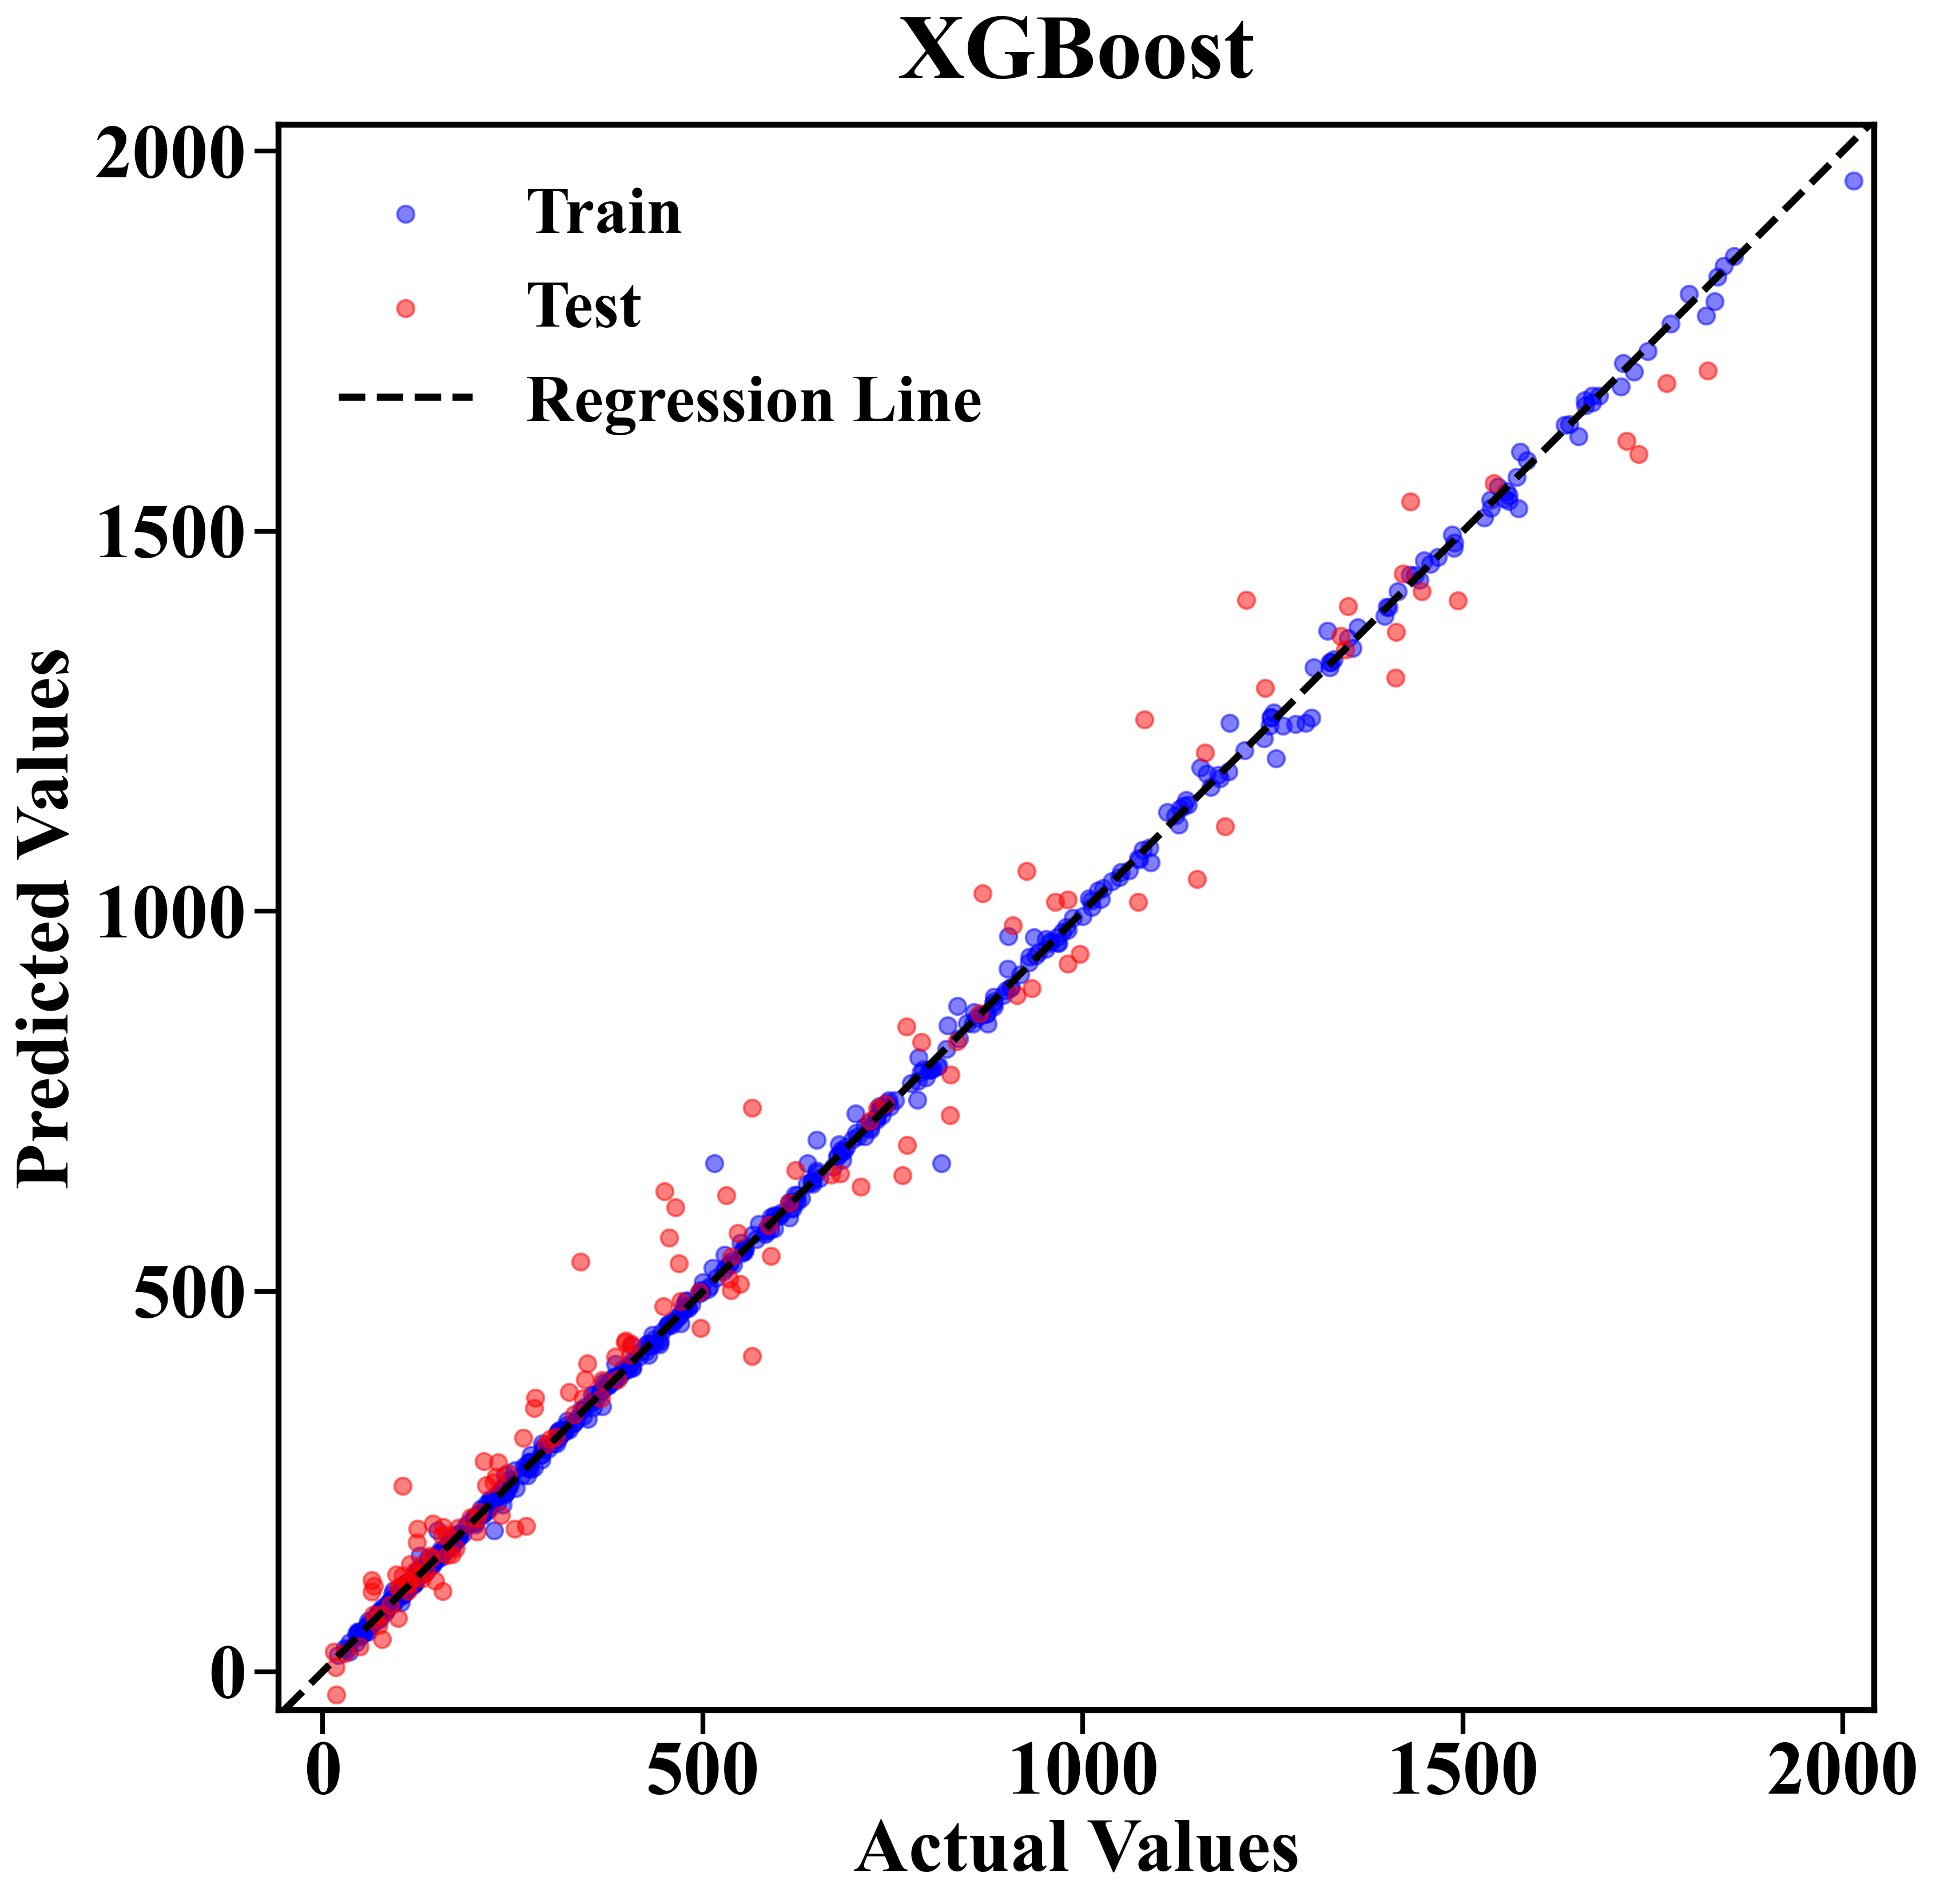 XGBoost
2000
1500
1000
500
0
Train
Test
Regression Line
Predicted Values
0 500 1000 1500 2000
Actual Values